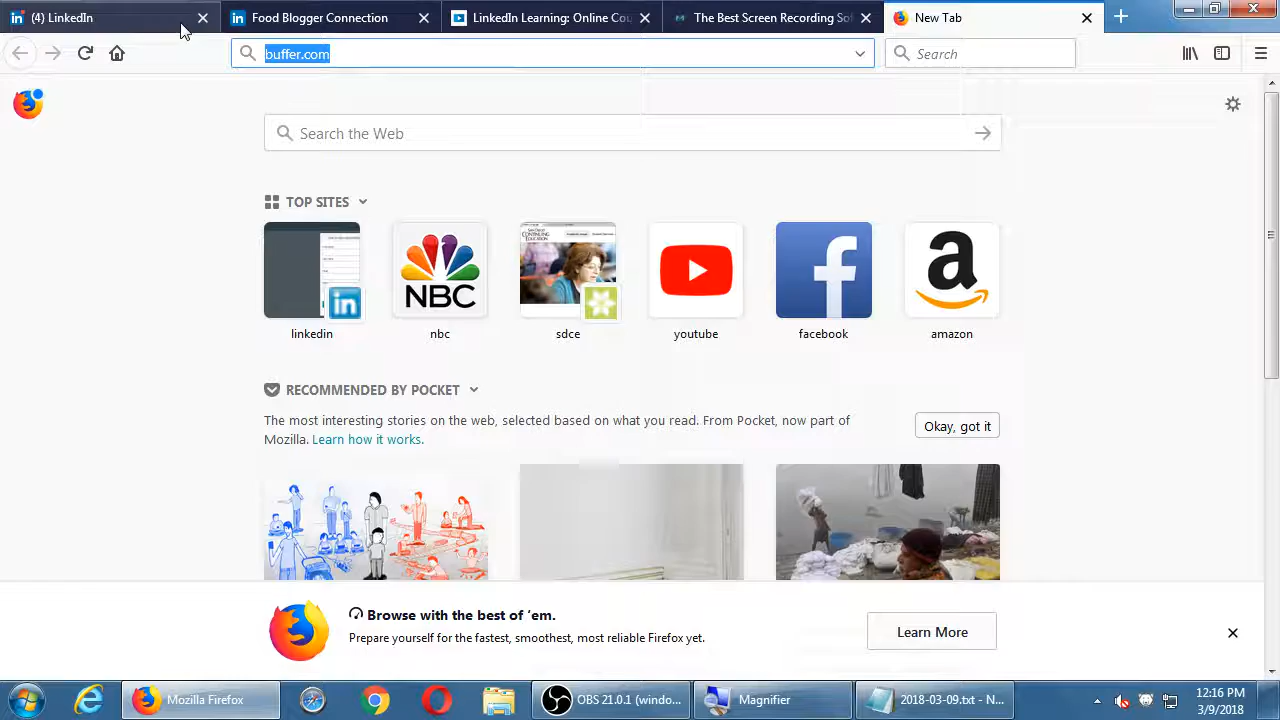 (4) LinkedIn
Food Blogger Connection
LinkedIn Learning: Online Cou
The Best Screen Recording Sof
New Tab
buffer.com
Search
Search the Web
TOP SITES
NBC
linkedin
nbc
sdce
youtube
facebook
amazon
RECOMMENDED BY POCKET
The most interesting stories on the web, selected based on what you read. From Pocket, now part of
Mozilla. Learn how it works.
Okay, got it
Browse with the best of ’em.
Prepare yourself for the fastest, smoothest, most reliable Firefox yet.
Learn More
Mozilla Firefox
OBS 21.0.1 (windo...
Magnifier
2018-03-09.txt - N...
12:16 PM
3/9/2018